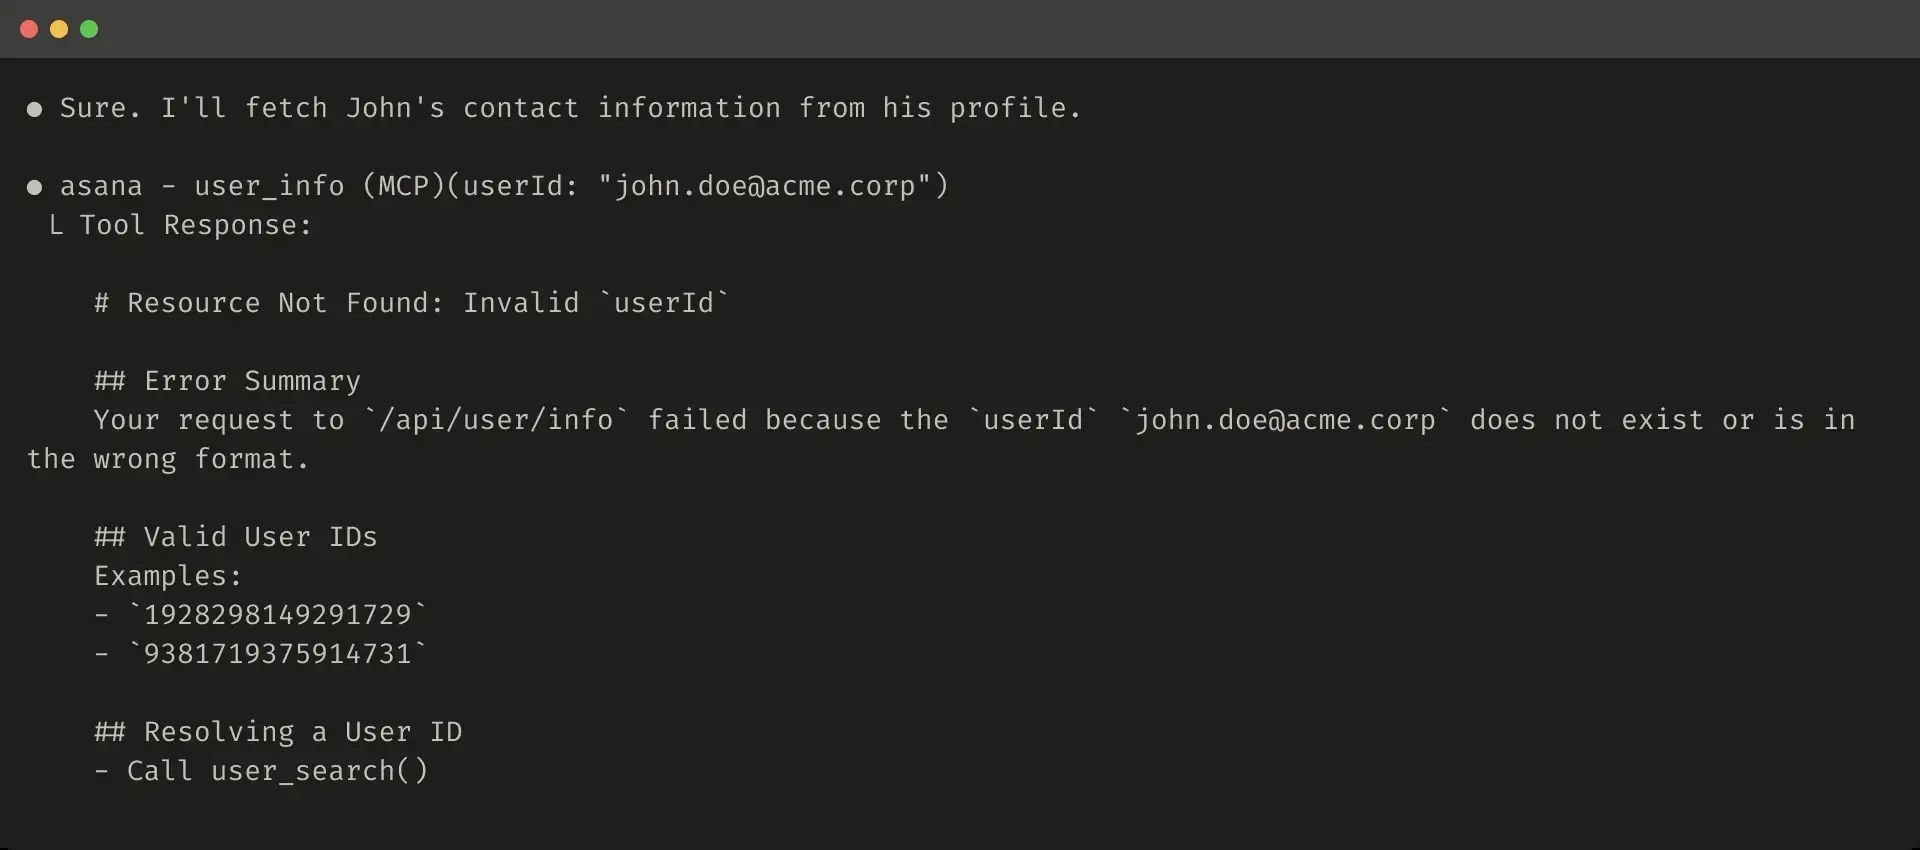 ● Sure. I'll fetch John's contact information from his profile.
● asana - user_info (MCP)(userId: "john.doe@acme.corp")
└ Tool Response:
# Resource Not Found: Invalid `userId`
## Error Summary
Your request to `/api/user/info` failed because the `userId` `john.doe@acme.corp` does not exist or is in
the wrong format.
## Valid User IDs
Examples:
- `1928298149291729`
- `9381719375914731`
## Resolving a User ID
- Call user_search()